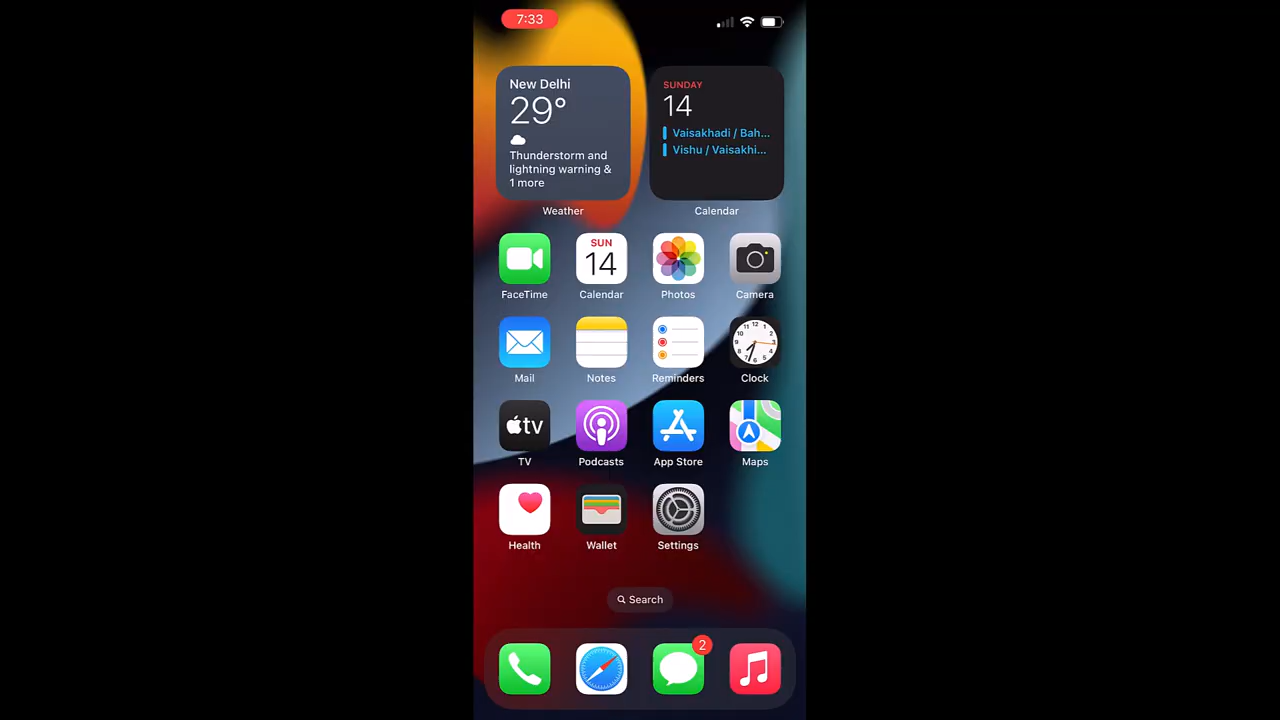 7:33
New Delhi
29°
Thunderstorm and
lightning warning &
1 more
Weather
SUNDAY
14
Vaisakhadi / Bah...
Vishu / Vaisakhi...
Calendar
FaceTime
SUN
14
Calendar
Photos
Camera
Mail
Notes
Reminders
Clock
tv
TV
Podcasts
App Store
Maps
Health
Wallet
Settings
Search
2